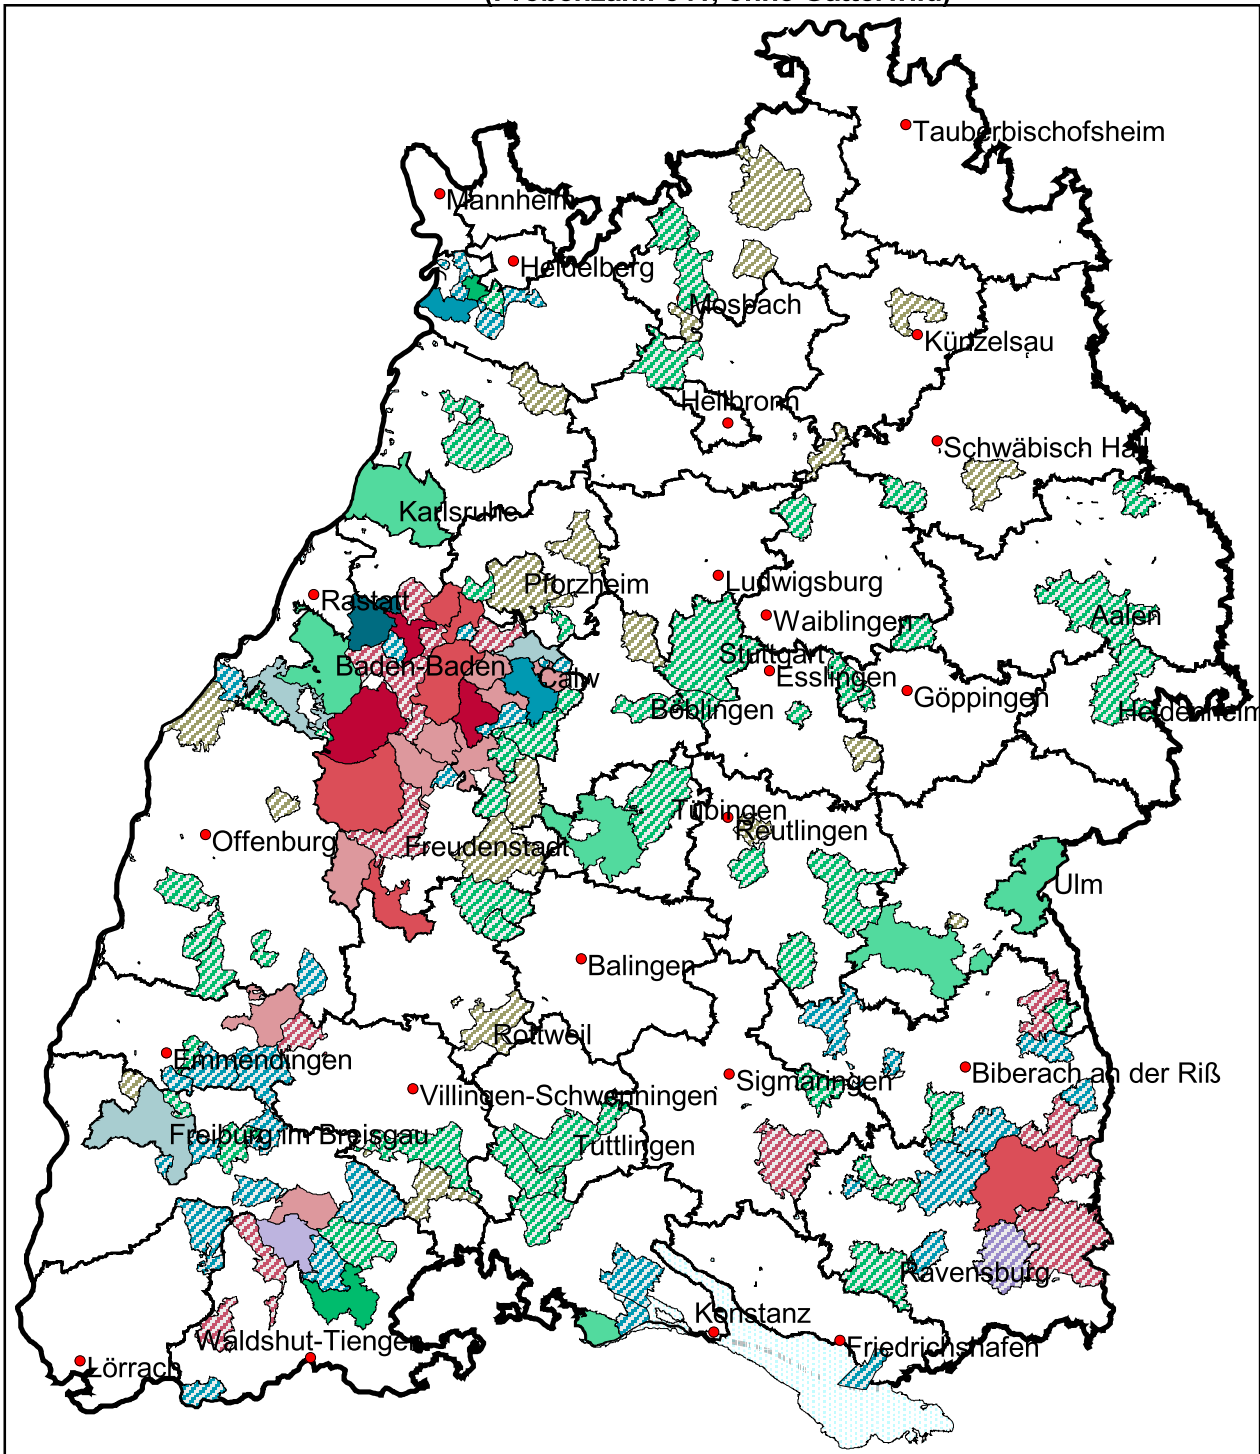 Tauberbischofsheim
Mannheim
Heidelberg
Mosbach
Künzelsau
Heilbronn
Schwäbisch Hall
Karlsruhe
Pforzheim
Ludwigsburg
Rastatt
Waiblingen
Aalen
Stuttgart
Baden-Baden
Calw
Esslingen
Göppingen
Böblingen
Heidenheim
Tübingen
Reutlingen
Offenburg
Freudenstadt
Ulm
Balingen
Rottweil
Emmendingen
Sigmaringen
Biberach an der Riß
Villingen-Schwenningen
Freiburg im Breisgau
Tuttlingen
Ravensburg
Konstanz
Waldshut-Tiengen
Friedrichshafen
Lörrach